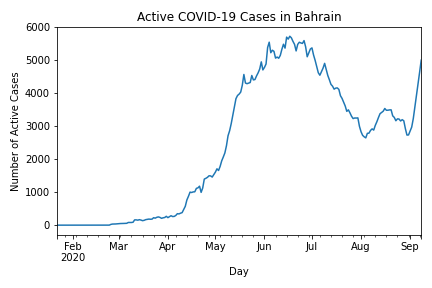 Active COVID-19 Cases in Bahrain
Number of Active Cases
6000
5000
4000
3000
2000
1000
0
Feb Mar Apr May Jun Jul Aug Sep
2020
Day